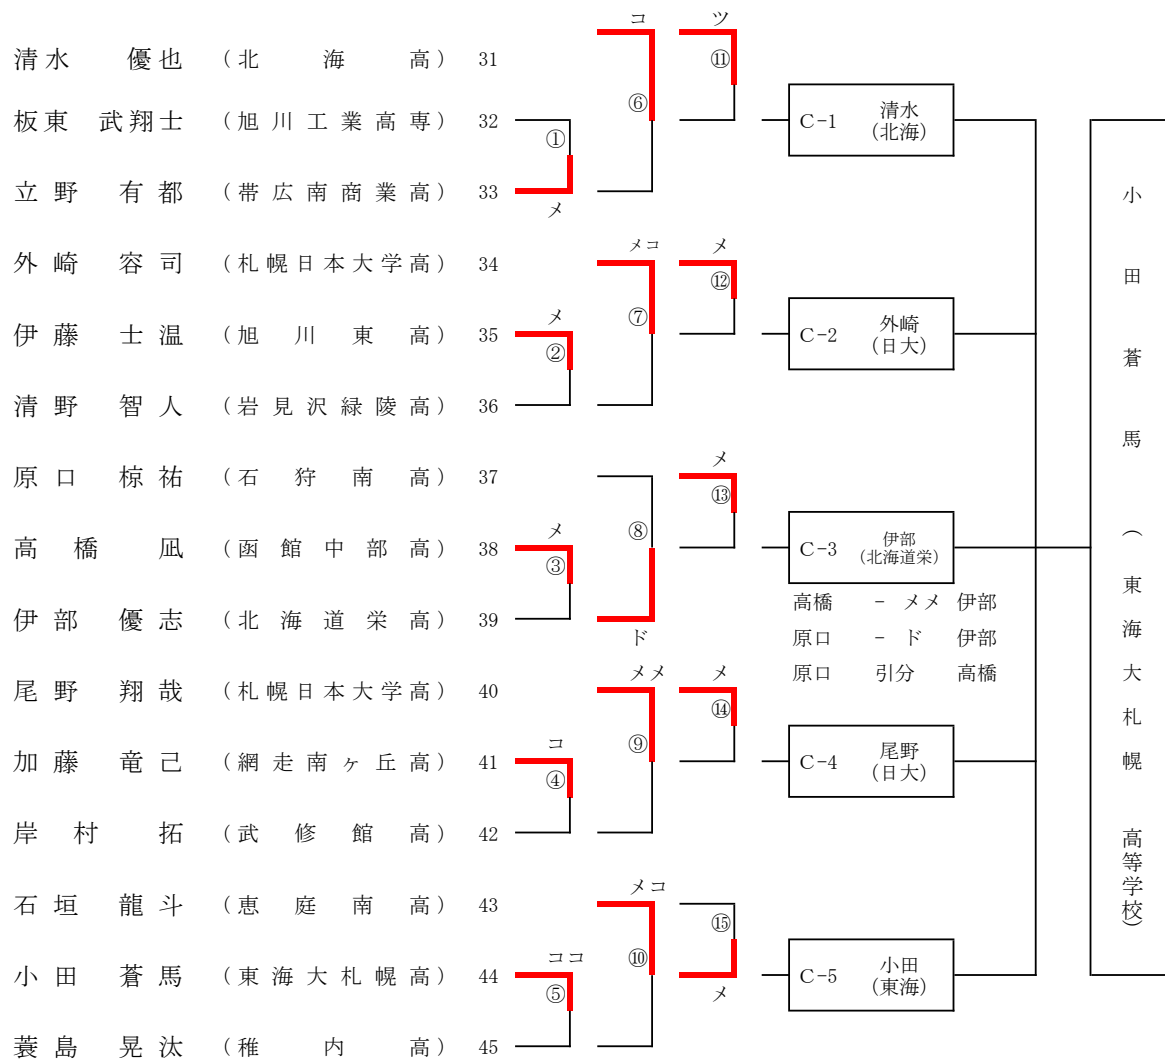 コ ツ
清水 優也 (北海高) 31
⑪
⑥
板東 武翔士 (旭川工業高専) 32
①
C-1 清水
(北海)
立野 有都 (帯広南商業高) 33
メ
外崎 容司 (札幌日本大学高) 34
メコ メ
⑫
⑦
伊藤 士温 (旭川東高) 35
メ
②
C-2 外崎
(日大)
清野 智人 (岩見沢緑陵高) 36
原口 椋祐 (石狩南高) 37
メ
⑬
⑧
高橋 凪 (函館中部高) 38
メ
③
C-3 伊部
(北海道栄)
伊部 優志 (北海道栄高) 39
ド
高橋 － メメ 伊部
原口 － ド 伊部
原口 引分 高橋
尾野 翔哉 (札幌日本大学高) 40
メメ メ
⑭
⑨
加藤 竜己 (網走南ヶ丘高) 41
コ
④
C-4 尾野
(日大)
岸村 拓 (武修館高) 42
石垣 龍斗 (恵庭南高) 43
メコ
⑮
⑩
小田 蒼馬 (東海大札幌高) 44
ココ
⑤
メ
C-5 小田
(東海)
蓑島 晃汰 (稚内高) 45
小田蒼馬(東海大札幌高等学校)